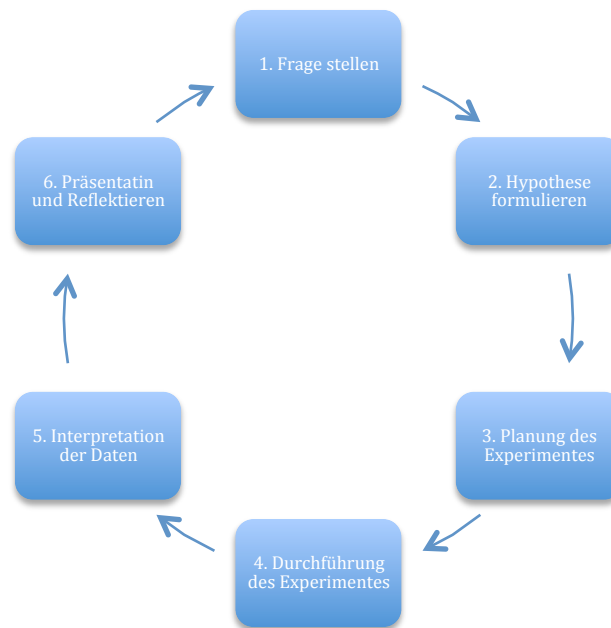 1. Frage stellen
2. Hypothese
formulieren
3. Planung des
Experimentes
4. Durchführung
des Experimentes
5. Interpretation
der Daten
6. Präsentatin
und Reflektieren